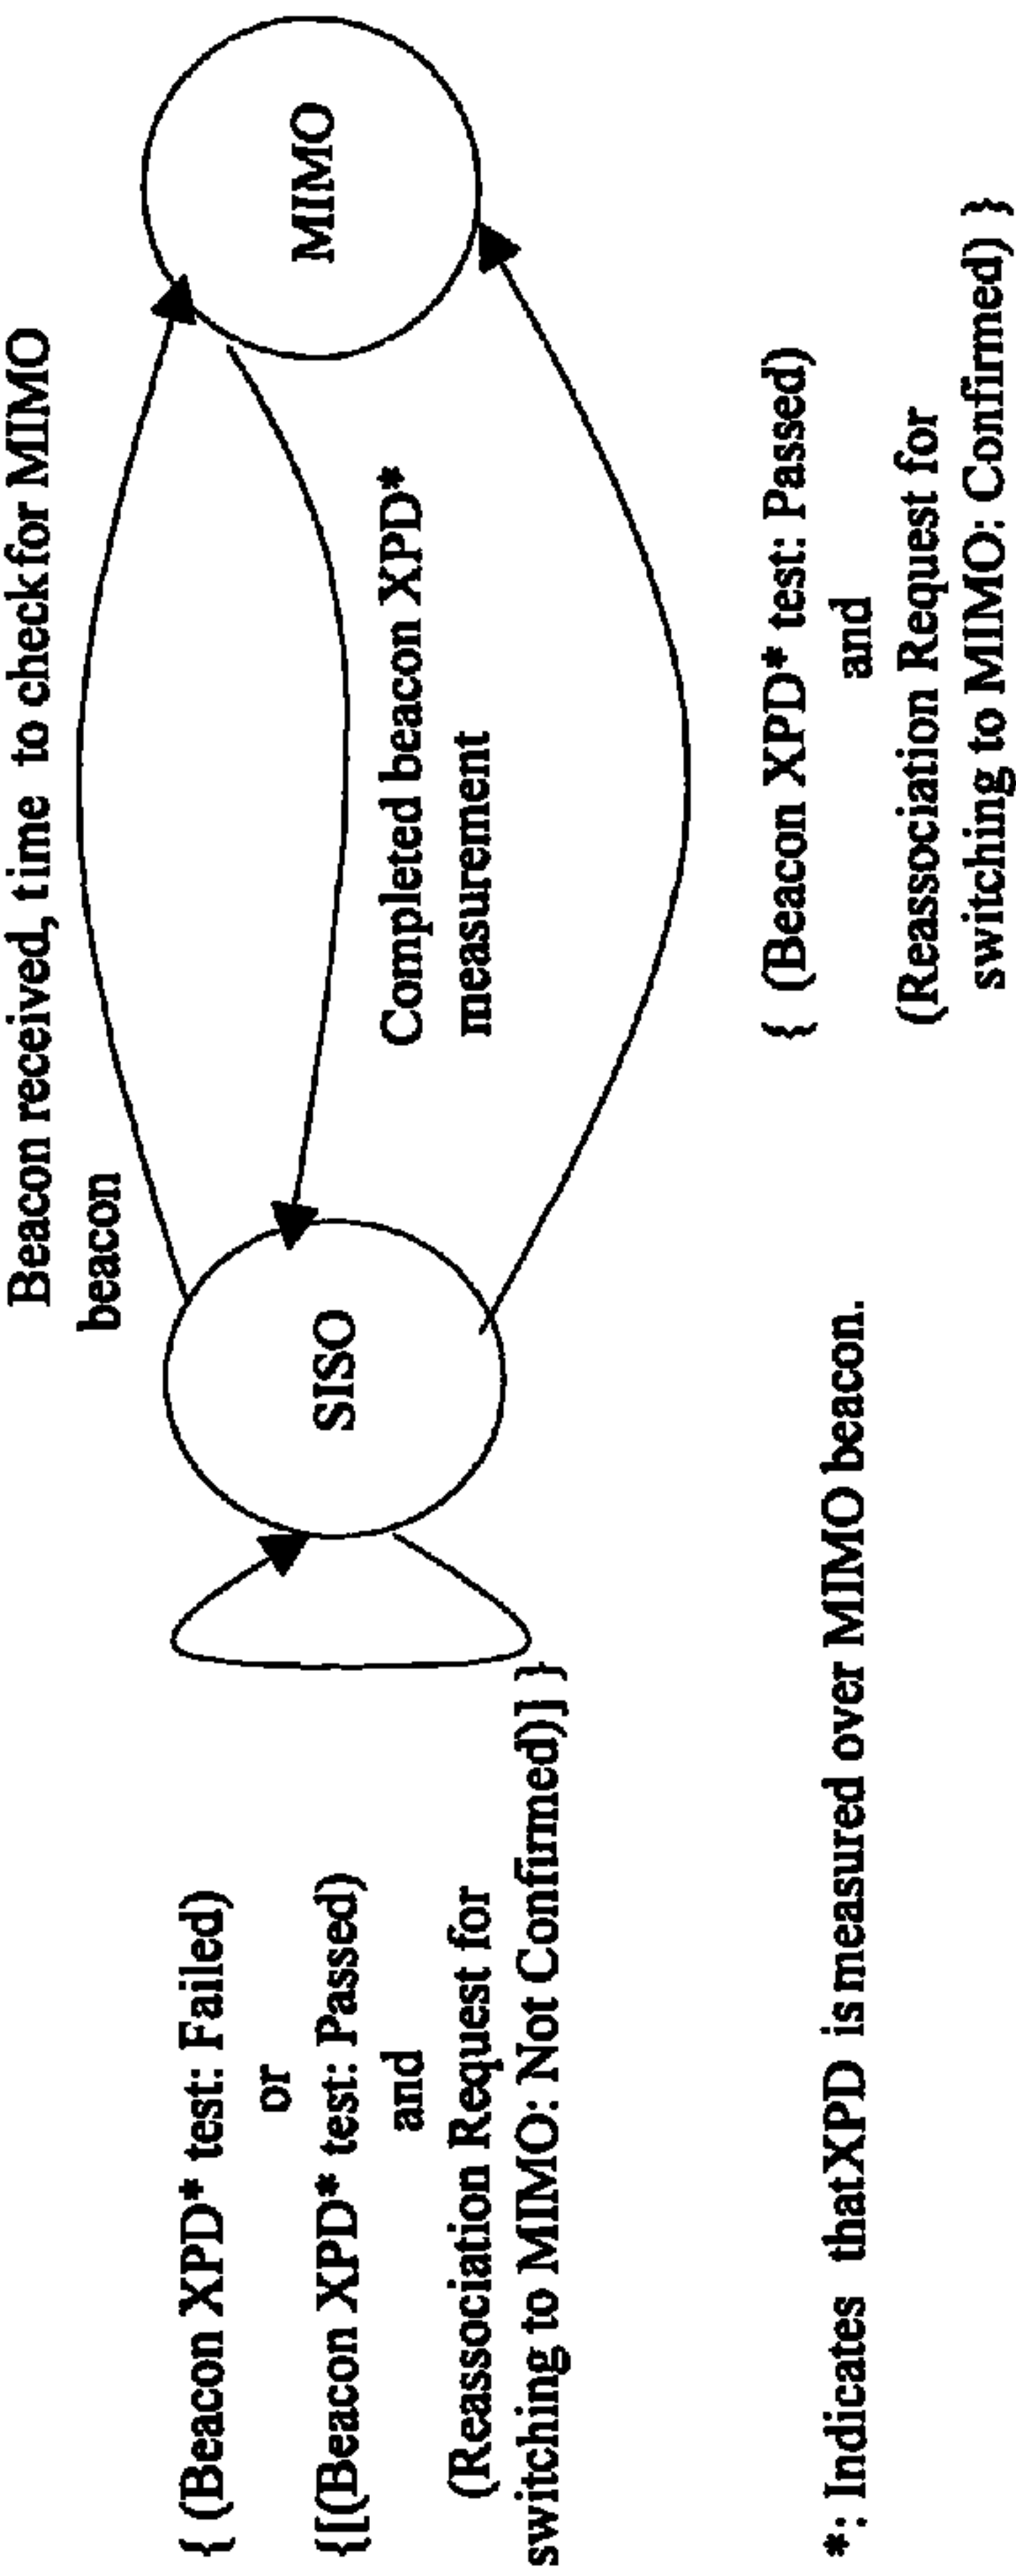 Beacon received, time to check for MIMO
beacon
MIMO
SISO
Completed beacon XPD*
measurement
{ (Beacon XPD* test: Failed)
or
{[(Beacon XPD* test: Passed)
and
(Reassociation Request for
switching to MIMO: Not Confirmed)] }
{ (Beacon XPD* test: Passed)
and
(Reassociation Request for
switching to MIMO: Confirmed) }
*: Indicates thatXPD is measured over MIMO beacon.